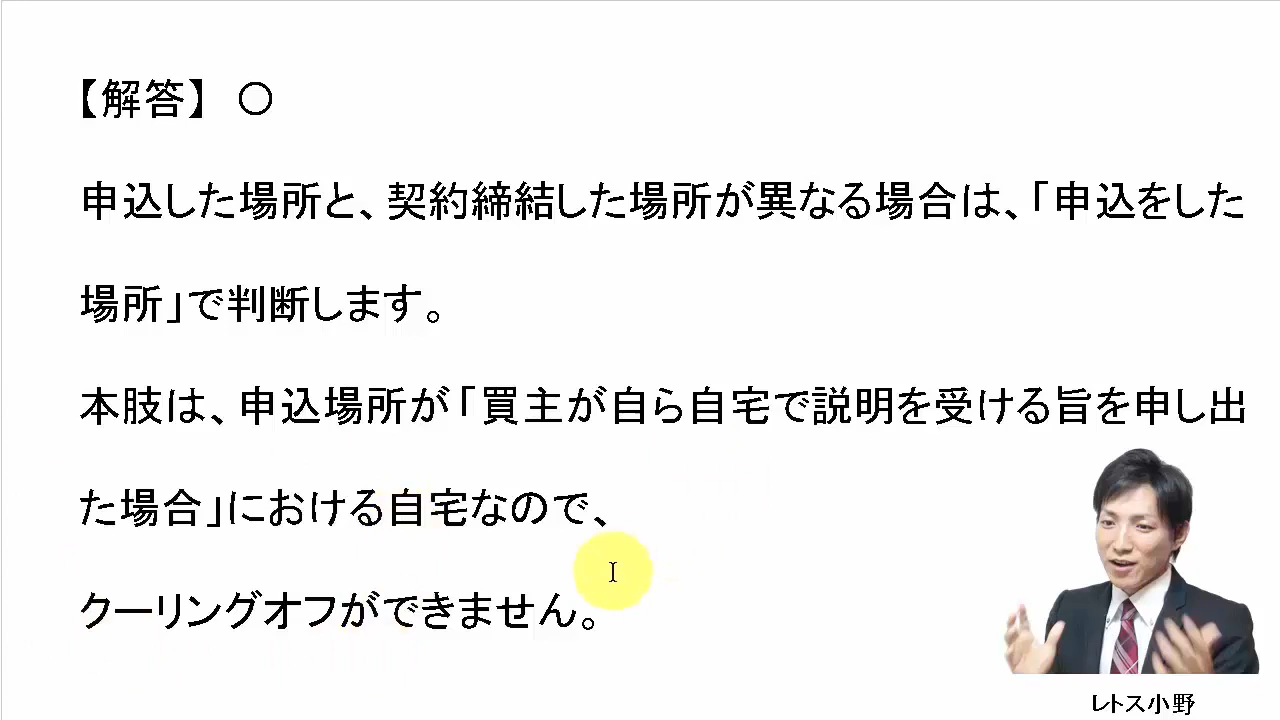 【解答】 ○
申込した場所と、契約締結した場所が異なる場合は、「申込をした
場所」で判断します。
本肢は、申込場所が「買主が自ら自宅で説明を受ける旨を申し出
た場合」における自宅なので、
クーリングオフができません。
レトス小野